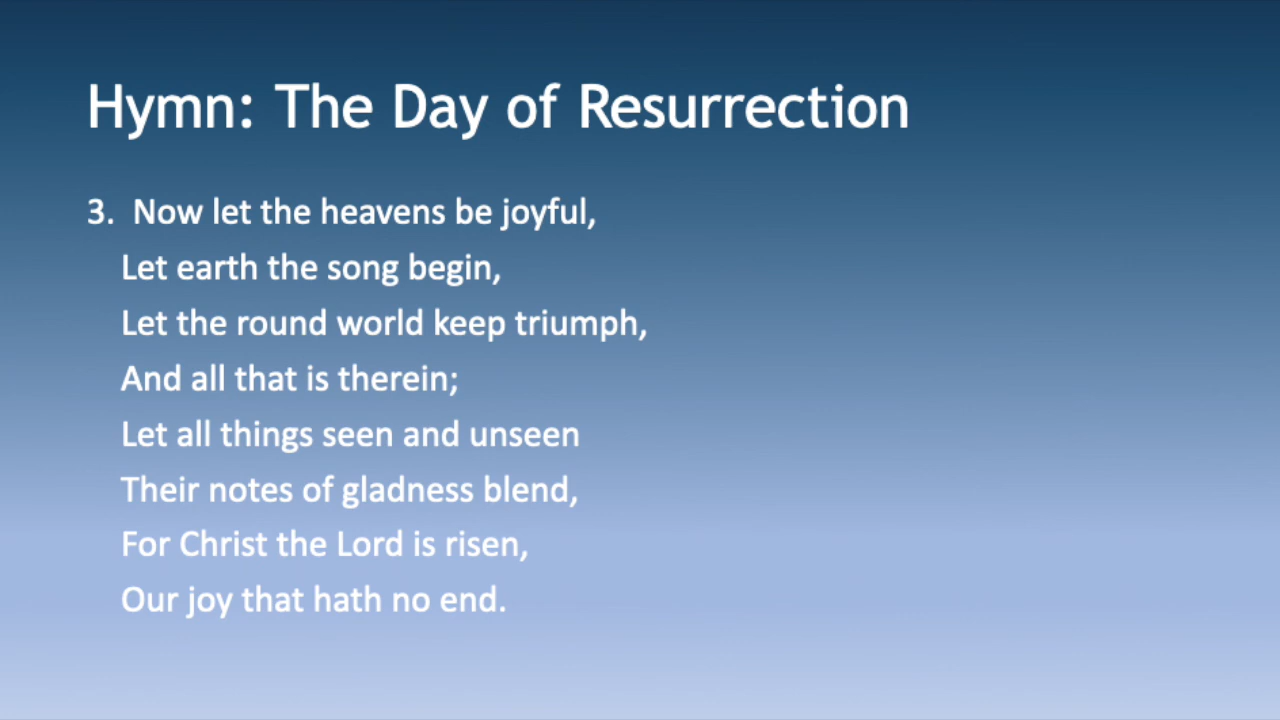 Hymn: The Day of Resurrection
3. Now let the heavens be joyful,
Let earth the song begin,
Let the round world keep triumph,
And all that is therein;
Let all things seen and unseen
Their notes of gladness blend,
For Christ the Lord is risen,
Our joy that hath no end.